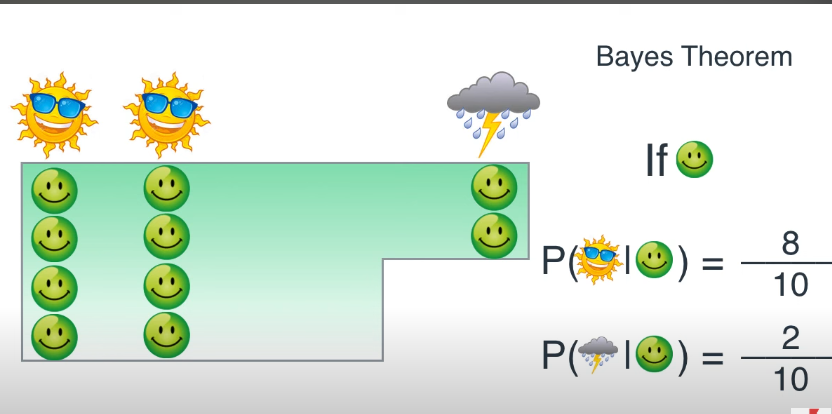 Bayes Theorem
If
P( | ) = 8/10
P( | ) = 2/10